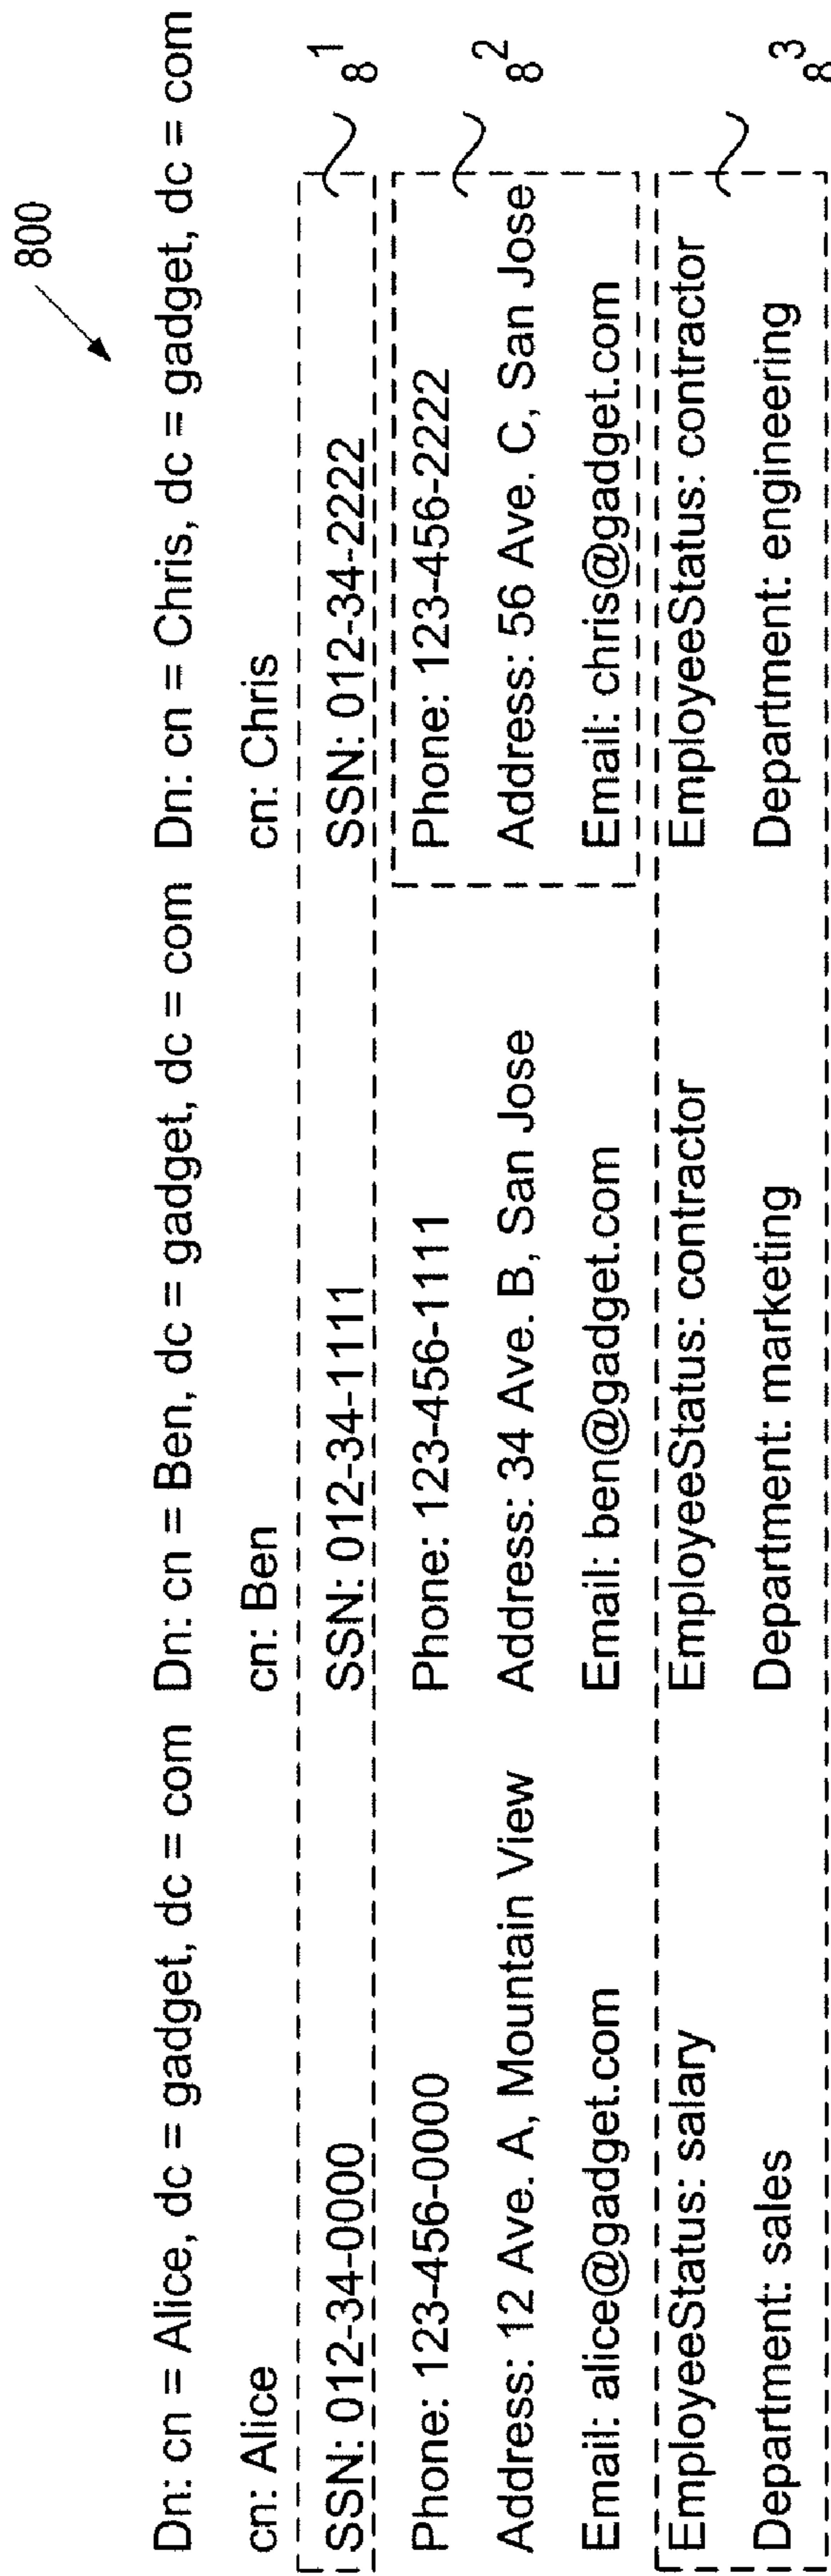 800
Dn: cn = Alice, dc = gadget, dc = com Dn: cn = Ben, dc = gadget, dc = com Dn: cn = Chris, dc = gadget, dc = com
cn: Alice cn: Ben cn: Chris
SSN: 012-34-0000 SSN: 012-34-1111 SSN: 012-34-2222
8 1
Phone: 123-456-0000 Phone: 123-456-1111 Phone: 123-456-2222
8 2
Address: 12 Ave. A, Mountain View Address: 34 Ave. B, San Jose Address: 56 Ave. C, San Jose
Email: alice@gadget.com Email: ben@gadget.com Email: chris@gadget.com
EmployeeStatus: salary EmployeeStatus: contractor EmployeeStatus: contractor
8 3
Department: sales Department: marketing Department: engineering